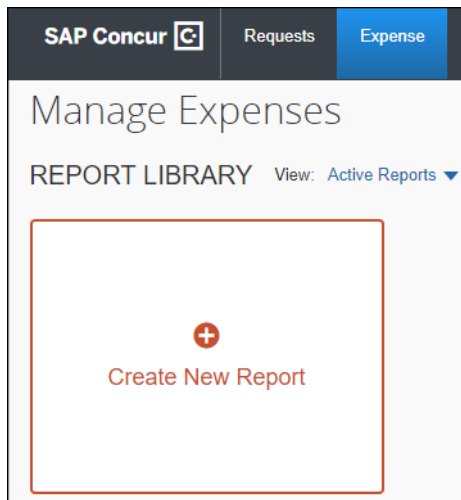 SAP Concur C Requests Expense
Manage Expenses
REPORT LIBRARY View: Active Reports
Create New Report